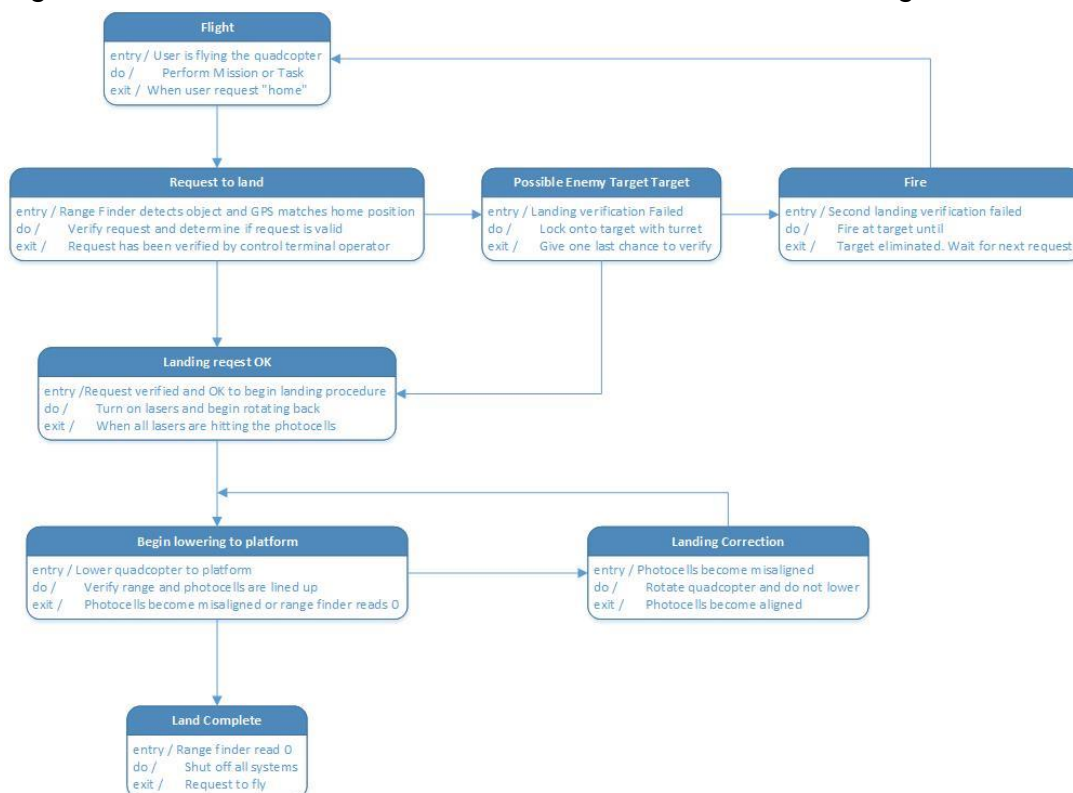 Flight
entry / User is flying the quadcopter
do / Perform Mission or Task
exit / When user request "home"
Request to land
entry / Range Finder detects object and GPS matches home position
do / Verify request and determine if request is valid
exit / Request has been verified by control terminal operator
Possible Enemy Target Target
entry / Landing verification Failed
do / Lock onto target with turret
exit / Give one last chance to verify
Fire
entry / Second landing verification failed
do / Fire at target until
exit / Target eliminated. Wait for next request
Landing reqest OK
entry /Request verified and OK to begin landing procedure
do / Turn on lasers and begin rotating back
exit / When all lasers are hitting the photocells
Begin lowering to platform
entry / Lower quadcopter to platform
do / Verify range and photocells are lined up
exit / Photocells become misaligned or range finder reads 0
Landing Correction
entry / Photocells become misaligned
do / Rotate quadcopter and do not lower
exit / Photocells become aligned
Land Complete
entry / Range finder read 0
do / Shut off all systems
exit / Request to fly